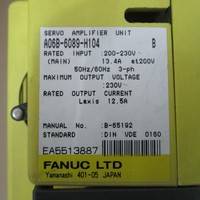 SERVO AMPLIFIER UNIT
A06B-6089-H104 B
RATED INPUT :200-230V~
(MAIN) 13.4A at200V
50Hz/60Hz 3-ph
MAXIMUM OUTPUT VOLTAGE
:230V~
RATED OUTPUT CURRENT
L axis 12.5A
MANUAL :B-65192
STANDARD :DIN VDE 0160
EA5513887
FANUC LTD
Yamanashi 401-05 JAPAN